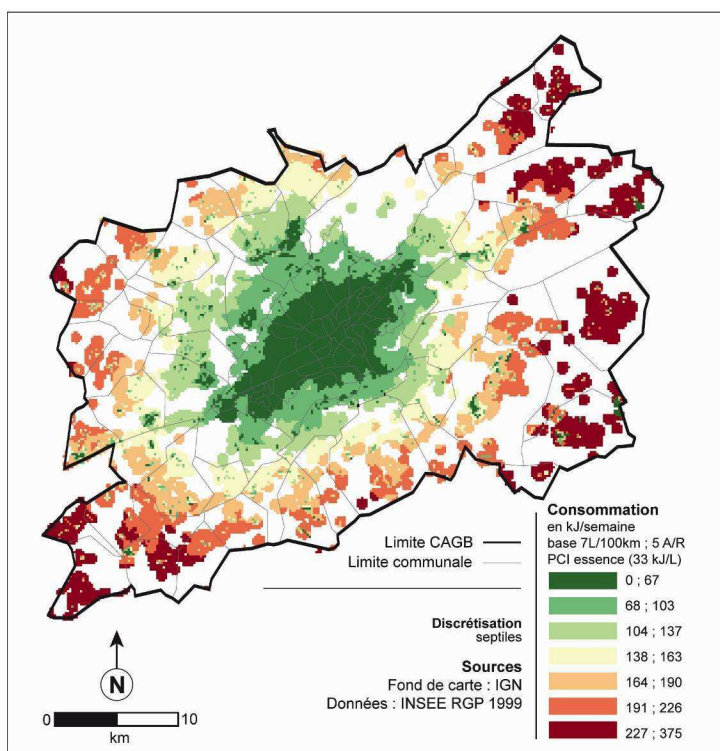 Limite CAGB
Limite communale
Discrétisation
septiles
Sources
Fond de carte : IGN
Données : INSEE RGP 1999
N
0 10
km
Consommation
en kJ/semaine
base 7L/100km ; 5 A/R
PCI essence (33 kJ/L)
0 ; 67
68 ; 103
104 ; 137
138 ; 163
164 ; 190
191 ; 226
227 ; 375